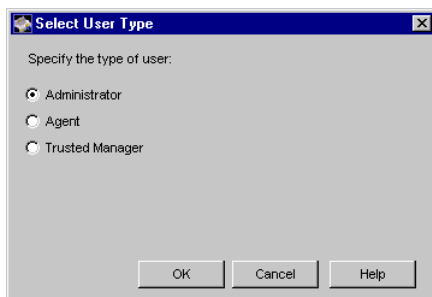 Select User Type
Specify the type of user:
Administrator
Agent
Trusted Manager
OK Cancel Help